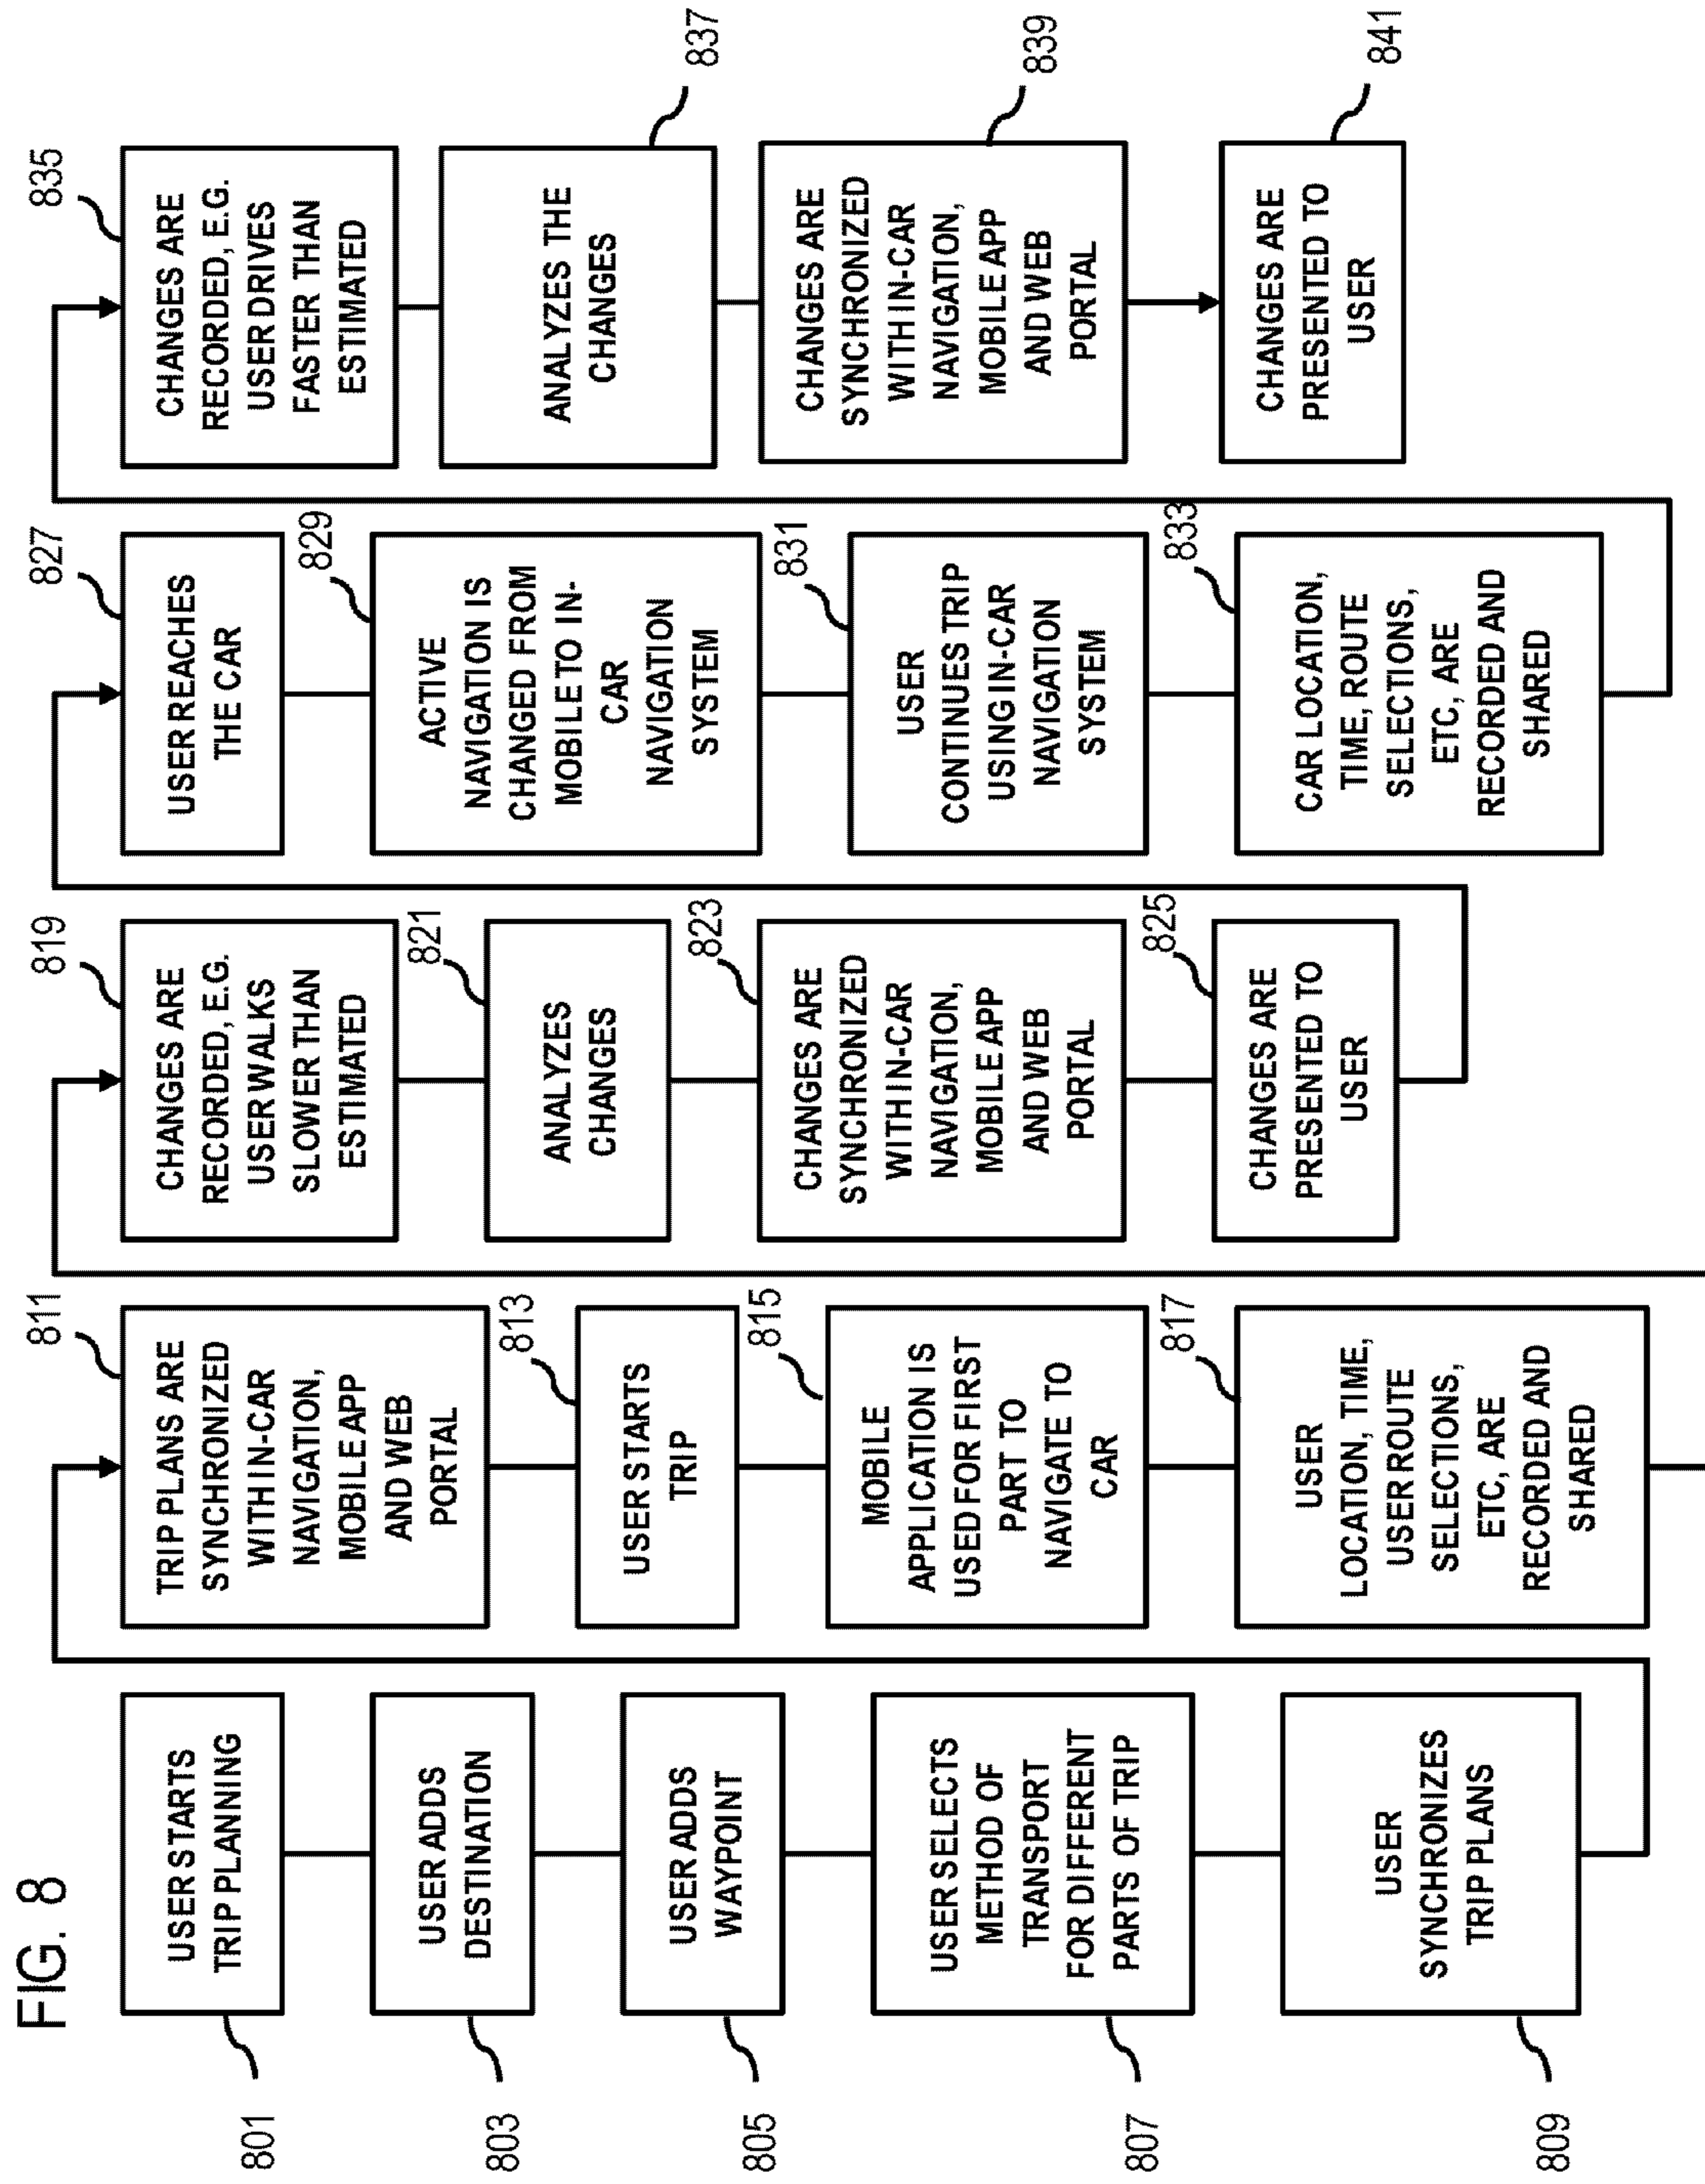 FIG. 8
801
USER STARTS
TRIP PLANNING
803
USER ADDS
DESTINATION
805
USER ADDS
WAYPOINT
807
USER SELECTS
METHOD OF
TRANSPORT
FOR DIFFERENT
PARTS OF TRIP
809
USER
SYNCHRONIZES
TRIP PLANS
811
TRIP PLANS ARE
SYNCHRONIZED
WITH IN-CAR
NAVIGATION,
MOBILE APP
AND WEB
PORTAL
813
USER STARTS
TRIP
815
MOBILE
APPLICATION IS
USED FOR FIRST
PART TO
NAVIGATE TO
CAR
817
USER
LOCATION, TIME,
USER ROUTE
SELECTIONS,
ETC, ARE
RECORDED AND
SHARED
819
CHANGES ARE
RECORDED, E.G.
USER WALKS
SLOWER THAN
ESTIMATED
821
ANALYZES
CHANGES
823
CHANGES ARE
SYNCHRONIZED
WITH IN-CAR
NAVIGATION,
MOBILE APP
AND WEB
PORTAL
825
CHANGES ARE
PRESENTED TO
USER
827
USER REACHES
THE CAR
829
ACTIVE
NAVIGATION IS
CHANGED FROM
MOBILE TO IN-
CAR
NAVIGATION
SYSTEM
831
USER
CONTINUES TRIP
USING IN-CAR
NAVIGATION
SYSTEM
833
CAR LOCATION,
TIME, ROUTE
SELECTIONS,
ETC, ARE
RECORDED AND
SHARED
835
CHANGES ARE
RECORDED, E.G.
USER DRIVES
FASTER THAN
ESTIMATED
837
ANALYZES THE
CHANGES
839
CHANGES ARE
SYNCHRONIZED
WITH IN-CAR
NAVIGATION,
MOBILE APP
AND WEB
PORTAL
841
CHANGES ARE
PRESENTED TO
USER